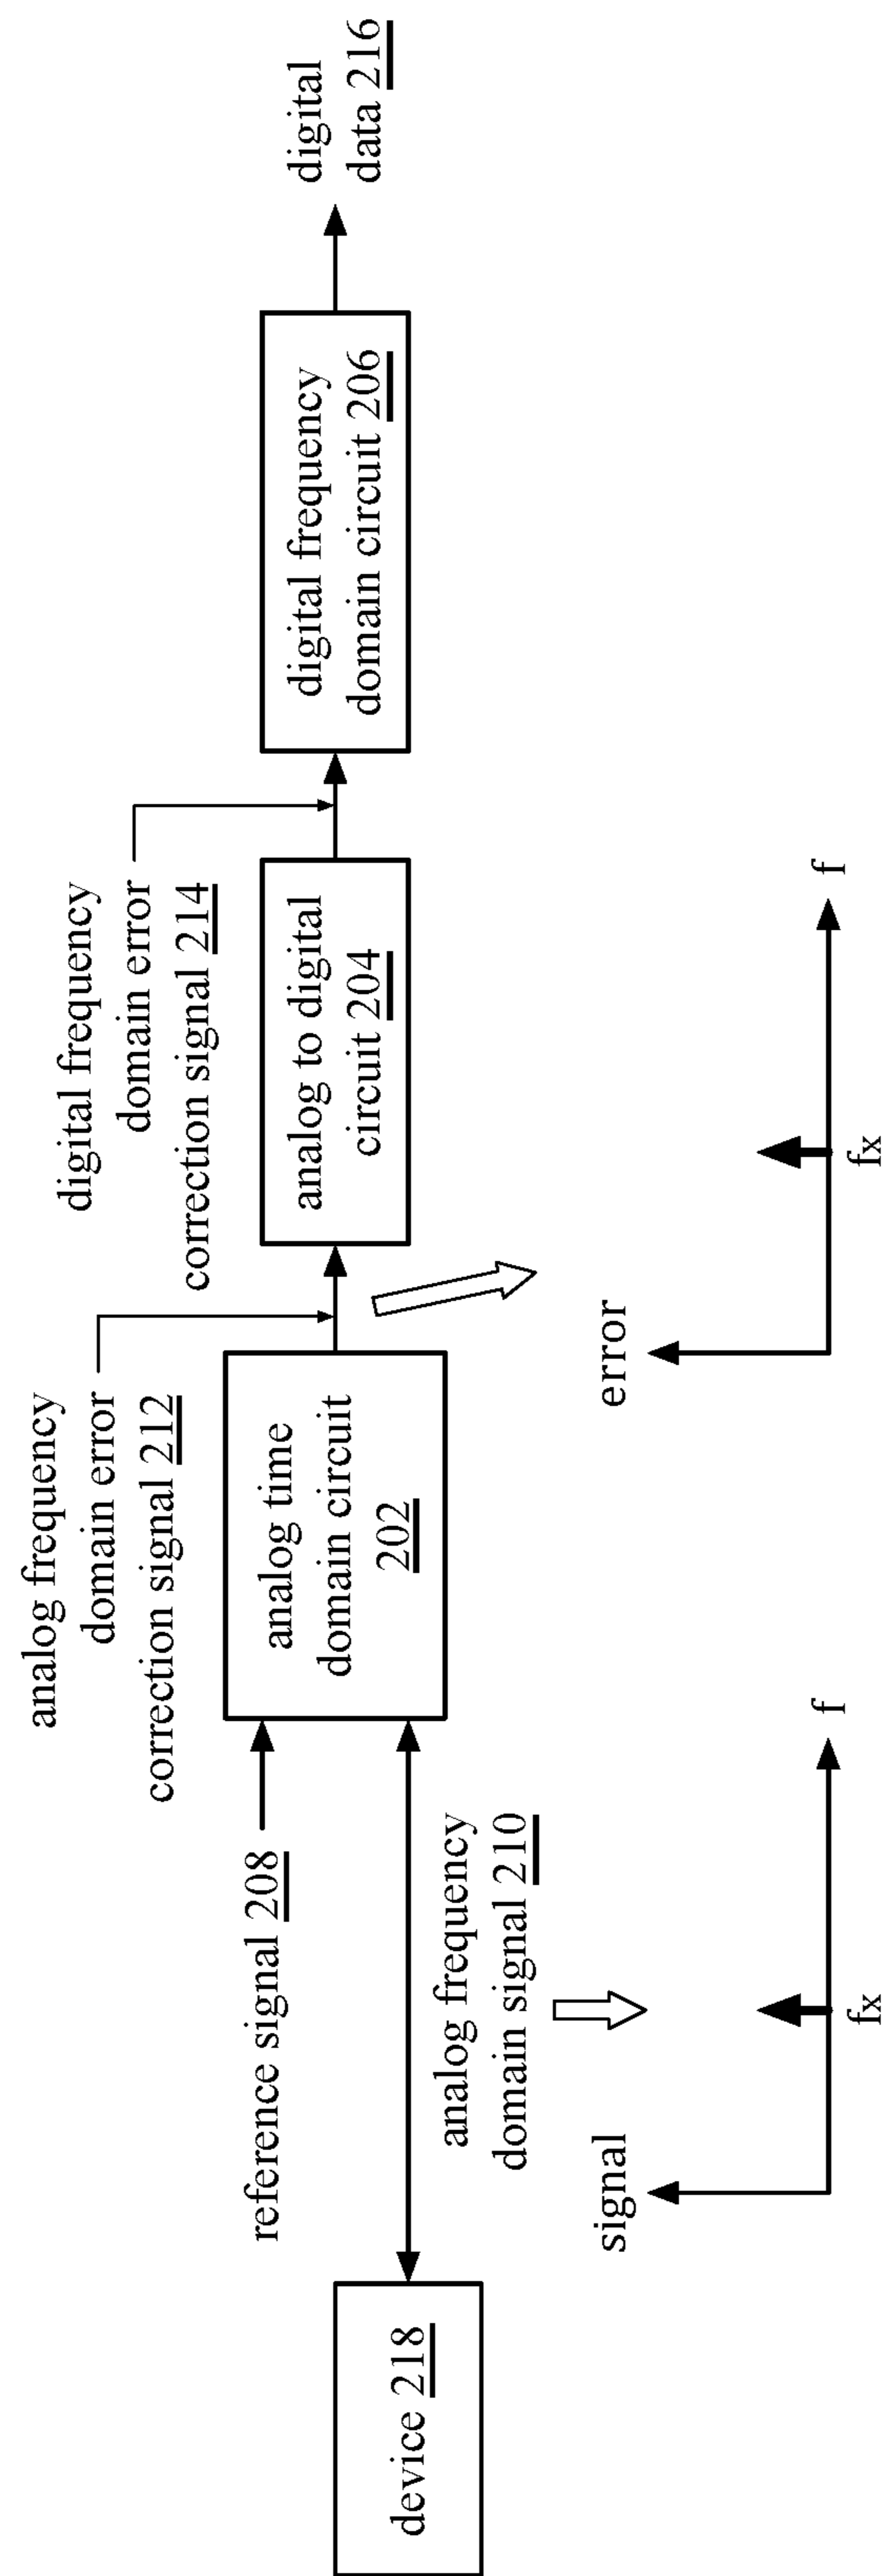 device 218
reference signal 208
analog frequency
domain signal 210
signal
fx
f
analog frequency
domain error
correction signal 212
analog time
domain circuit
202
error
fx
f
digital frequency
domain error
correction signal 214
analog to digital
circuit 204
digital frequency
domain circuit 206
digital
data 216